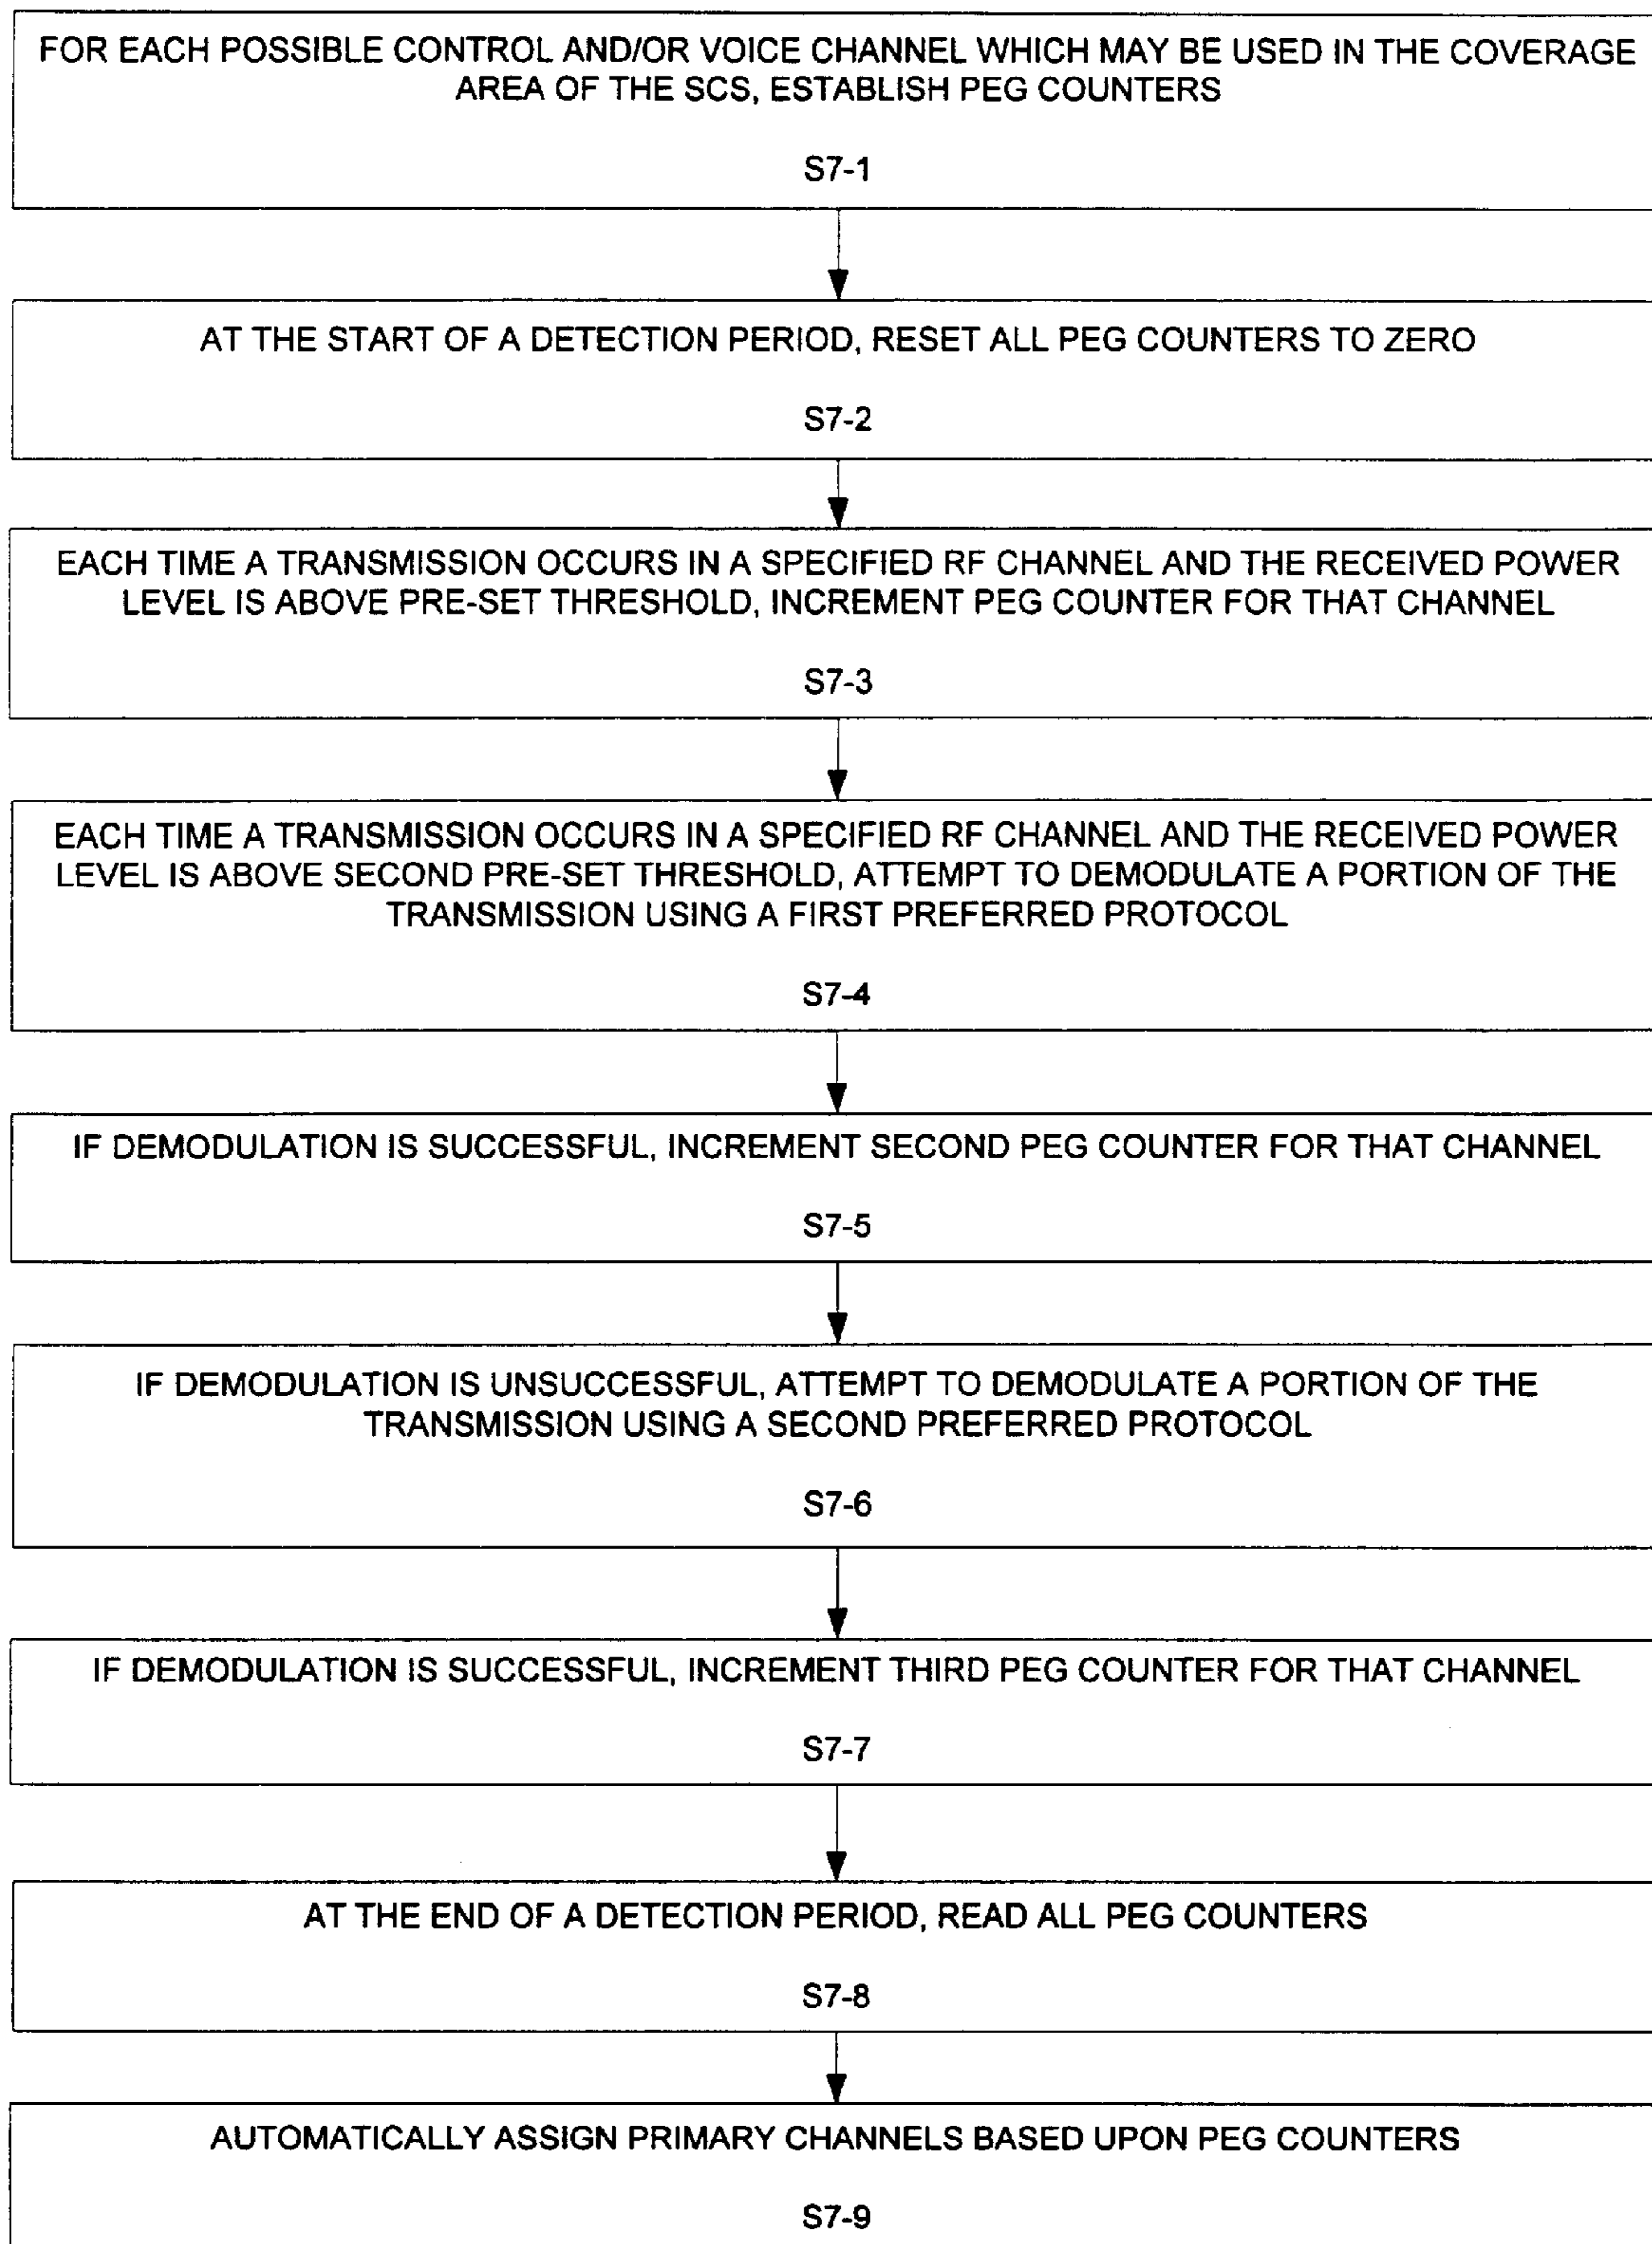 FOR EACH POSSIBLE CONTROL AND/OR VOICE CHANNEL WHICH MAY BE USED IN THE COVERAGE
AREA OF THE SCS, ESTABLISH PEG COUNTERS
S7-1
AT THE START OF A DETECTION PERIOD, RESET ALL PEG COUNTERS TO ZERO
S7-2
EACH TIME A TRANSMISSION OCCURS IN A SPECIFIED RF CHANNEL AND THE RECEIVED POWER
LEVEL IS ABOVE PRE-SET THRESHOLD, INCREMENT PEG COUNTER FOR THAT CHANNEL
S7-3
EACH TIME A TRANSMISSION OCCURS IN A SPECIFIED RF CHANNEL AND THE RECEIVED POWER
LEVEL IS ABOVE SECOND PRE-SET THRESHOLD, ATTEMPT TO DEMODULATE A PORTION OF THE
TRANSMISSION USING A FIRST PREFERRED PROTOCOL
S7-4
IF DEMODULATION IS SUCCESSFUL, INCREMENT SECOND PEG COUNTER FOR THAT CHANNEL
S7-5
IF DEMODULATION IS UNSUCCESSFUL, ATTEMPT TO DEMODULATE A PORTION OF THE
TRANSMISSION USING A SECOND PREFERRED PROTOCOL
S7-6
IF DEMODULATION IS SUCCESSFUL, INCREMENT THIRD PEG COUNTER FOR THAT CHANNEL
S7-7
AT THE END OF A DETECTION PERIOD, READ ALL PEG COUNTERS
S7-8
AUTOMATICALLY ASSIGN PRIMARY CHANNELS BASED UPON PEG COUNTERS
S7-9